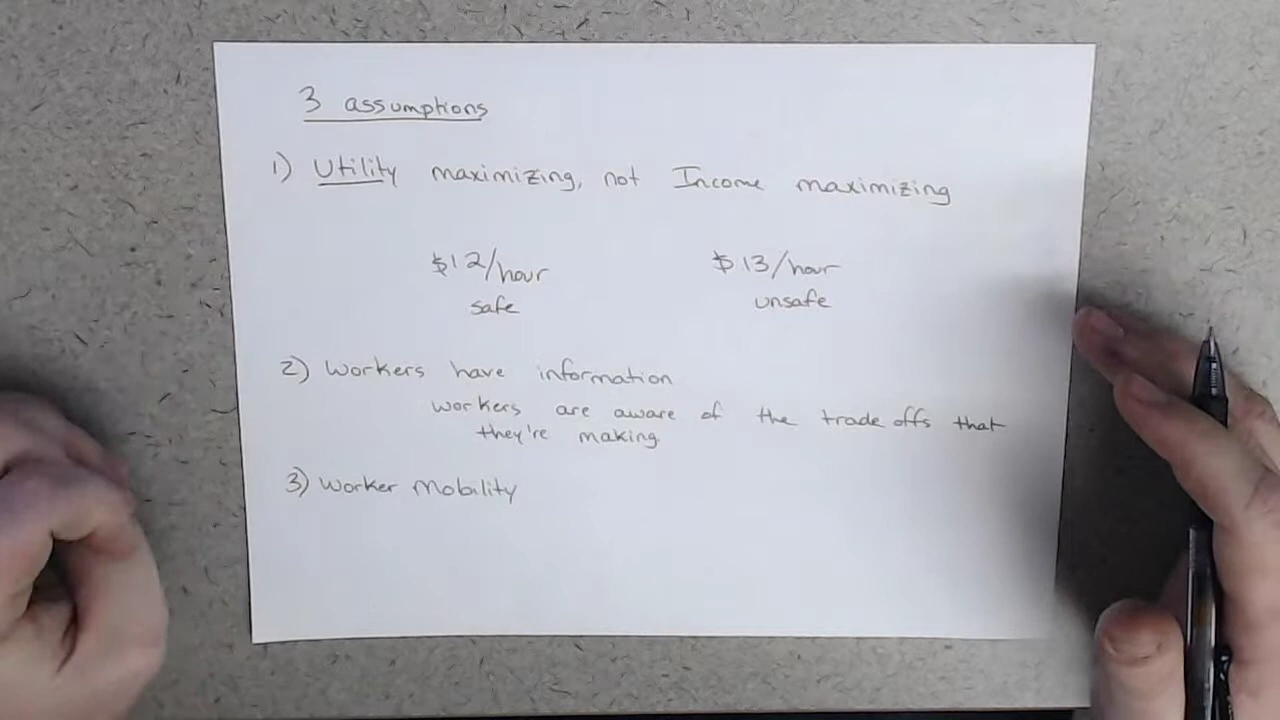 3 assumptions
1) Utility maximizing, not Income maximizing
$12/hour $13/hour
safe unsafe
2) Workers have information
workers are aware of the trade offs that
they're making
3) Worker Mobility